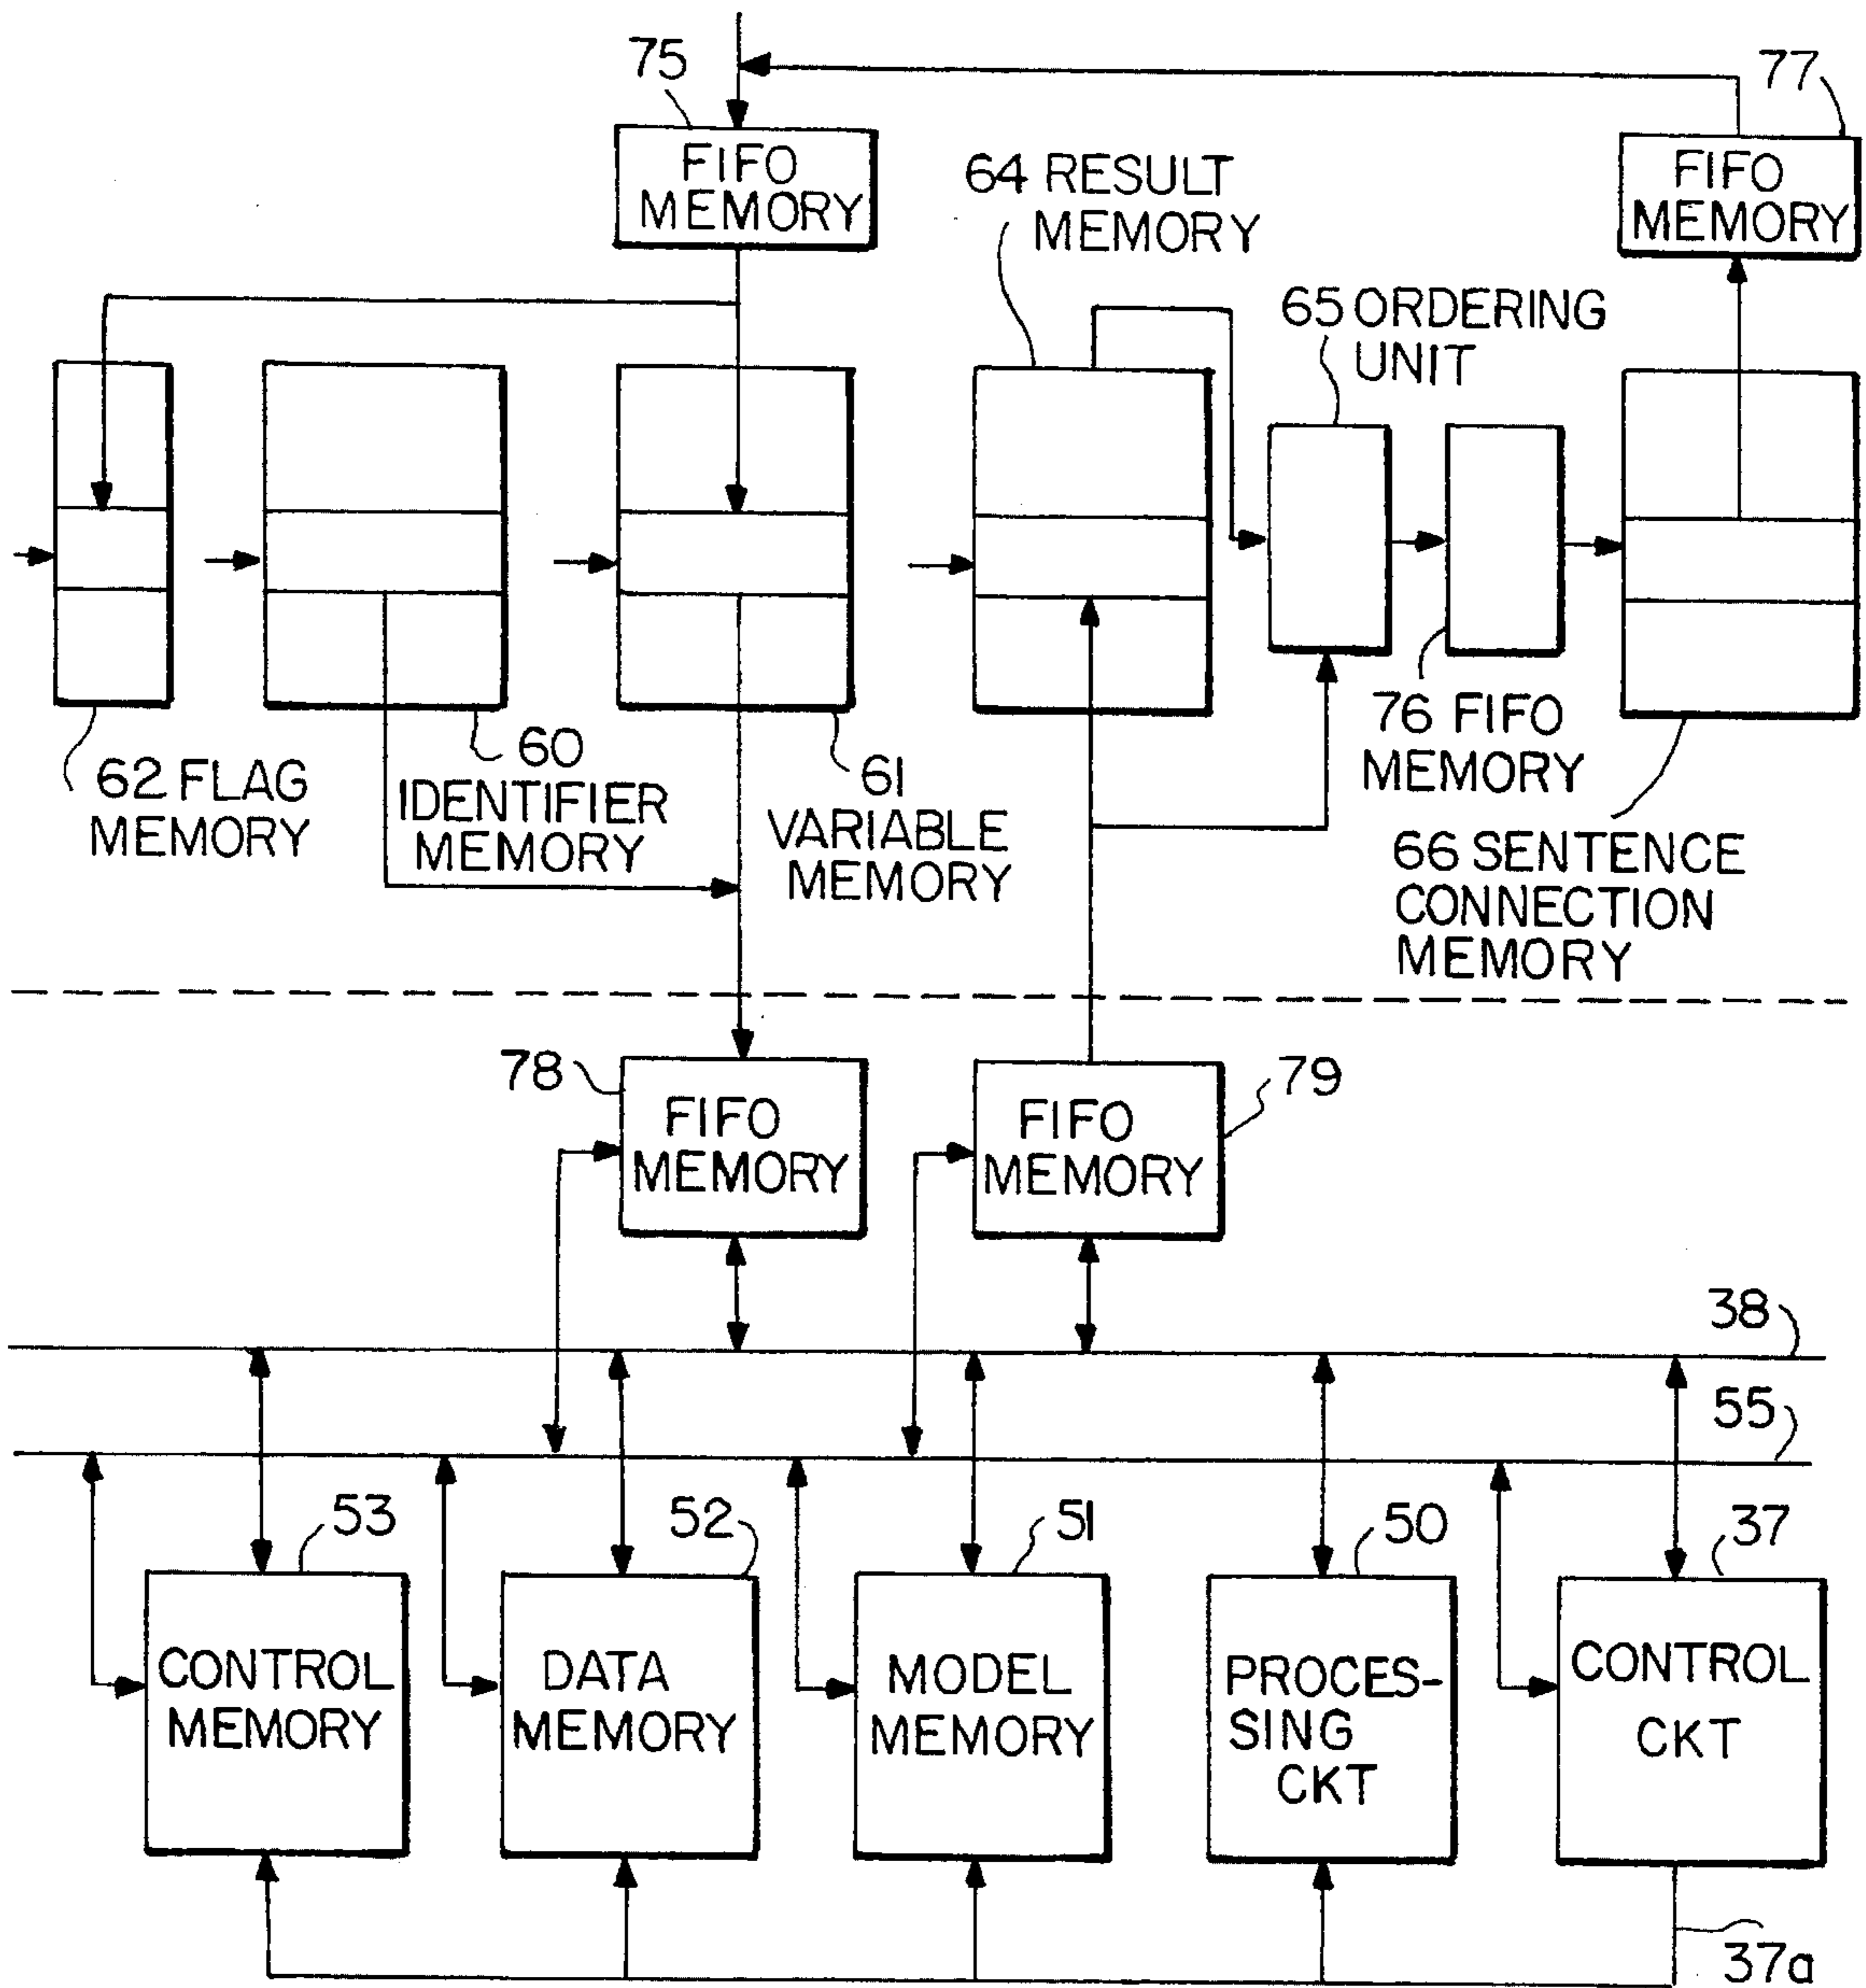 75
FIFO
MEMORY
77
FIFO
MEMORY
64 RESULT
MEMORY
65 ORDERING
UNIT
62 FLAG
MEMORY
60
IDENTIFIER
MEMORY
61
VARIABLE
MEMORY
76 FIFO
MEMORY
66 SENTENCE
CONNECTION
MEMORY
78
FIFO
MEMORY
79
FIFO
MEMORY
38
55
53
CONTROL
MEMORY
52
DATA
MEMORY
51
MODEL
MEMORY
50
PROCES-
SING
CKT
37
CONTROL
CKT
37a